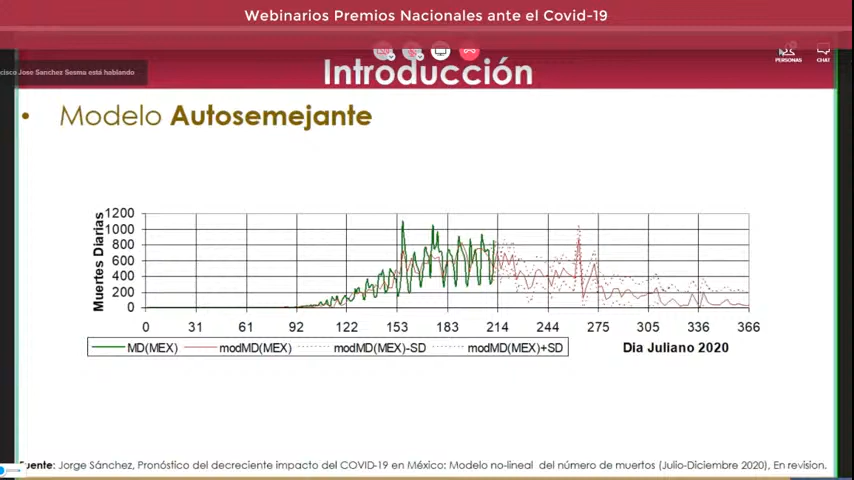 Webinarios Premios Nacionales ante el Covid-19
PERSONAS
CHAT
cisco Jose Sanchez Sesma está hablando
Introducción
• Modelo Autosemejante
Muertes Diarias
1200
1000
800
600
400
200
0
0 31 61 92 122 153 183 214 244 275 305 336 366
MD(MEX) modMD(MEX) modMD(MEX)-SD modMD(MEX)+SD
Dia Juliano 2020
uente: Jorge Sánchez, Pronóstico del decreciente impacto del COVID-19 en México: Modelo no-lineal del número de muertos (Julio-Diciembre 2020), En revision.